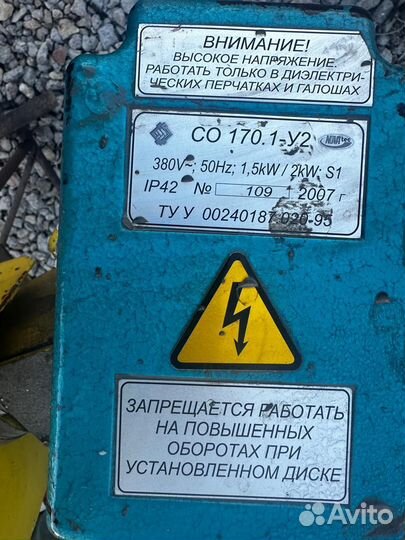 ВНИМАНИЕ!
ВЫСОКОЕ НАПРЯЖЕНИЕ.
РАБОТАТЬ ТОЛЬКО В ДИЭЛЕКТРИ-
ЧЕСКИХ ПЕРЧАТКАХ И ГАЛОШАХ
СО 170.1-У2
380V~; 50Hz; 1,5kW / 2kW; S1
IP42 № 109 2007 г
ТУ У 00240187.020-95
ЗАПРЕЩАЕТСЯ РАБОТАТЬ
НА ПОВЫШЕННЫХ
ОБОРОТАХ ПРИ
УСТАНОВЛЕННОМ ДИСКЕ
Avito